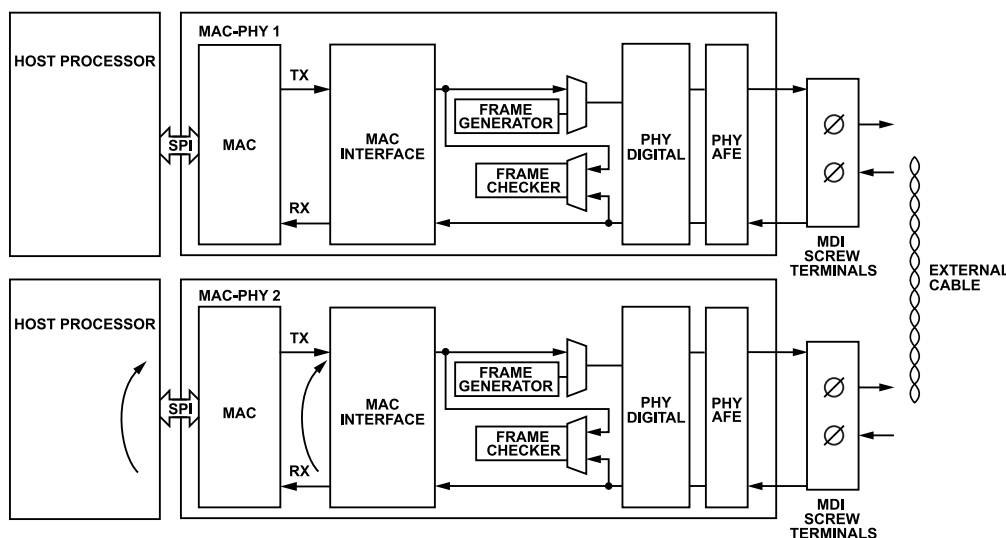 HOST PROCESSOR
MAC-PHY 1
SPI
MAC
TX
RX
MAC
INTERFACE
FRAME
GENERATOR
FRAME
CHECKER
PHY
DIGITAL
PHY
AFE
MDI
SCREW
TERMINALS
EXTERNAL
CABLE
HOST PROCESSOR
MAC-PHY 2
SPI
MAC
TX
RX
MAC
INTERFACE
FRAME
GENERATOR
FRAME
CHECKER
PHY
DIGITAL
PHY
AFE
MDI
SCREW
TERMINALS